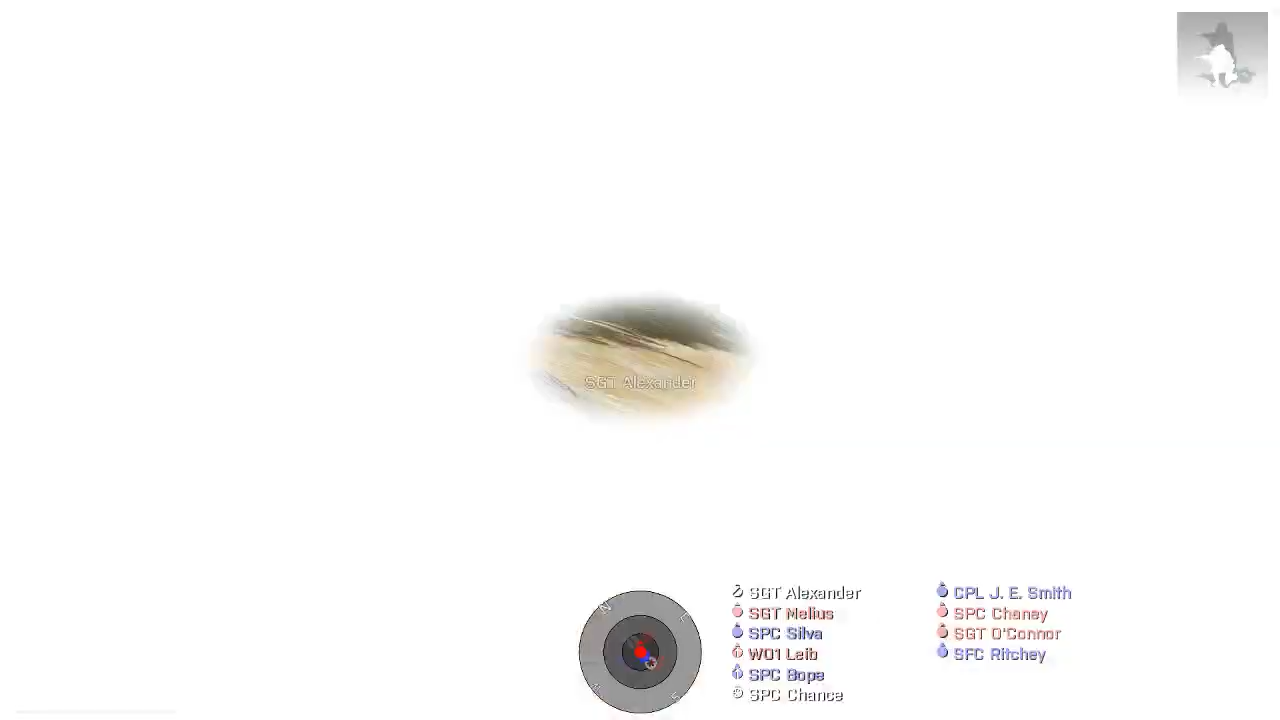 SGT Alexander
N
E
S
SGT Alexander
SGT Melius
SPC Silva
WO1 Leib
SPC Bope
SPC Chance
CPL J. E. Smith
SPC Chaney
SGT O'Connor
SFC Ritchey